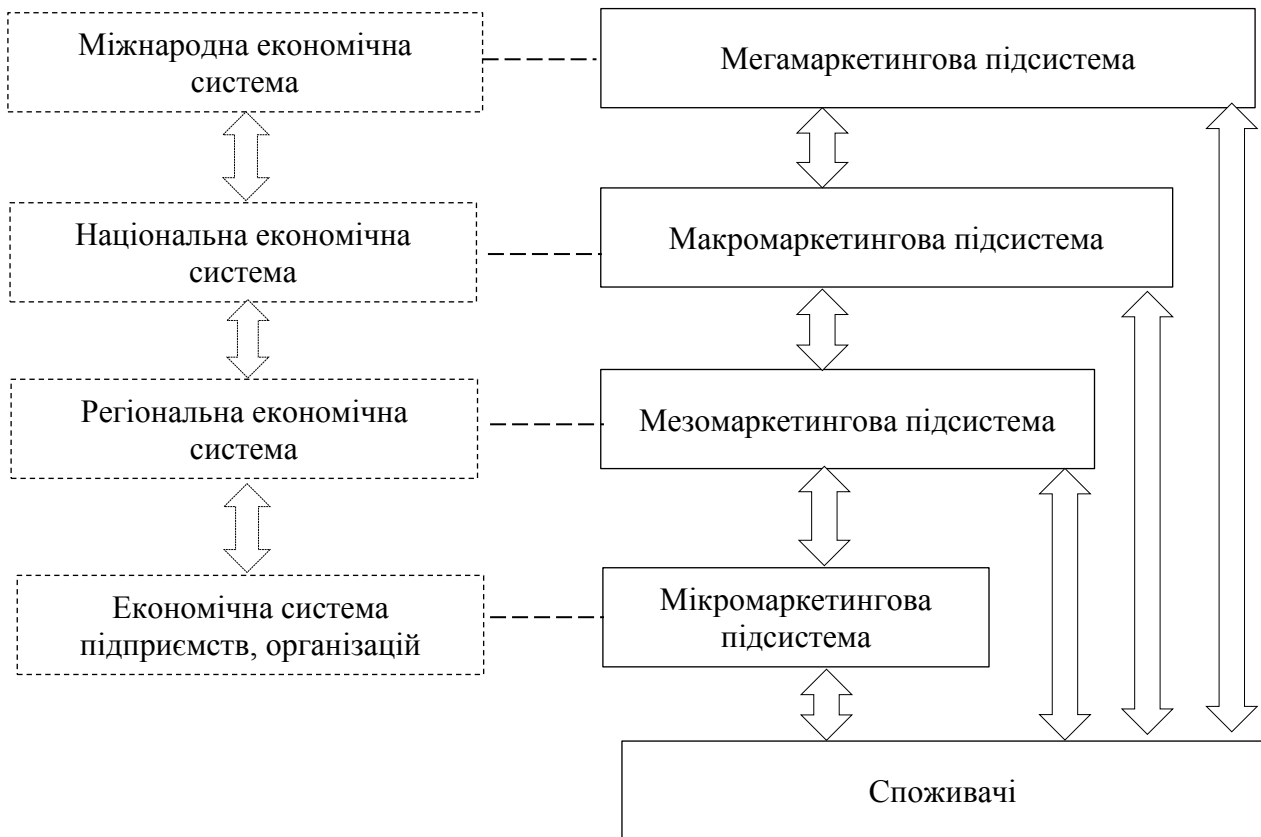 Міжнародна економічна
система
Мегамаркетингова підсистема
Національна економічна
система
Макромаркетингова підсистема
Регіональна економічна
система
Мезомаркетингова підсистема
Економічна система
підприємств, організацій
Мікромаркетингова
підсистема
Споживачі